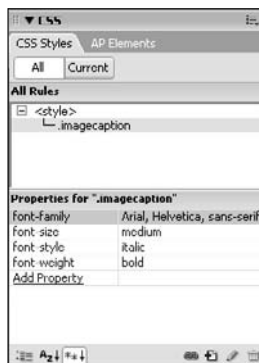 ▼ CSS
CSS Styles AP Elements
All Current
All Rules
<style>
.imagecaption
Properties for ".imagecaption"
font-family Arial, Helvetica, sans-serif
font-size medium
font-style italic
font-weight bold
Add Property
Az↓ **↓